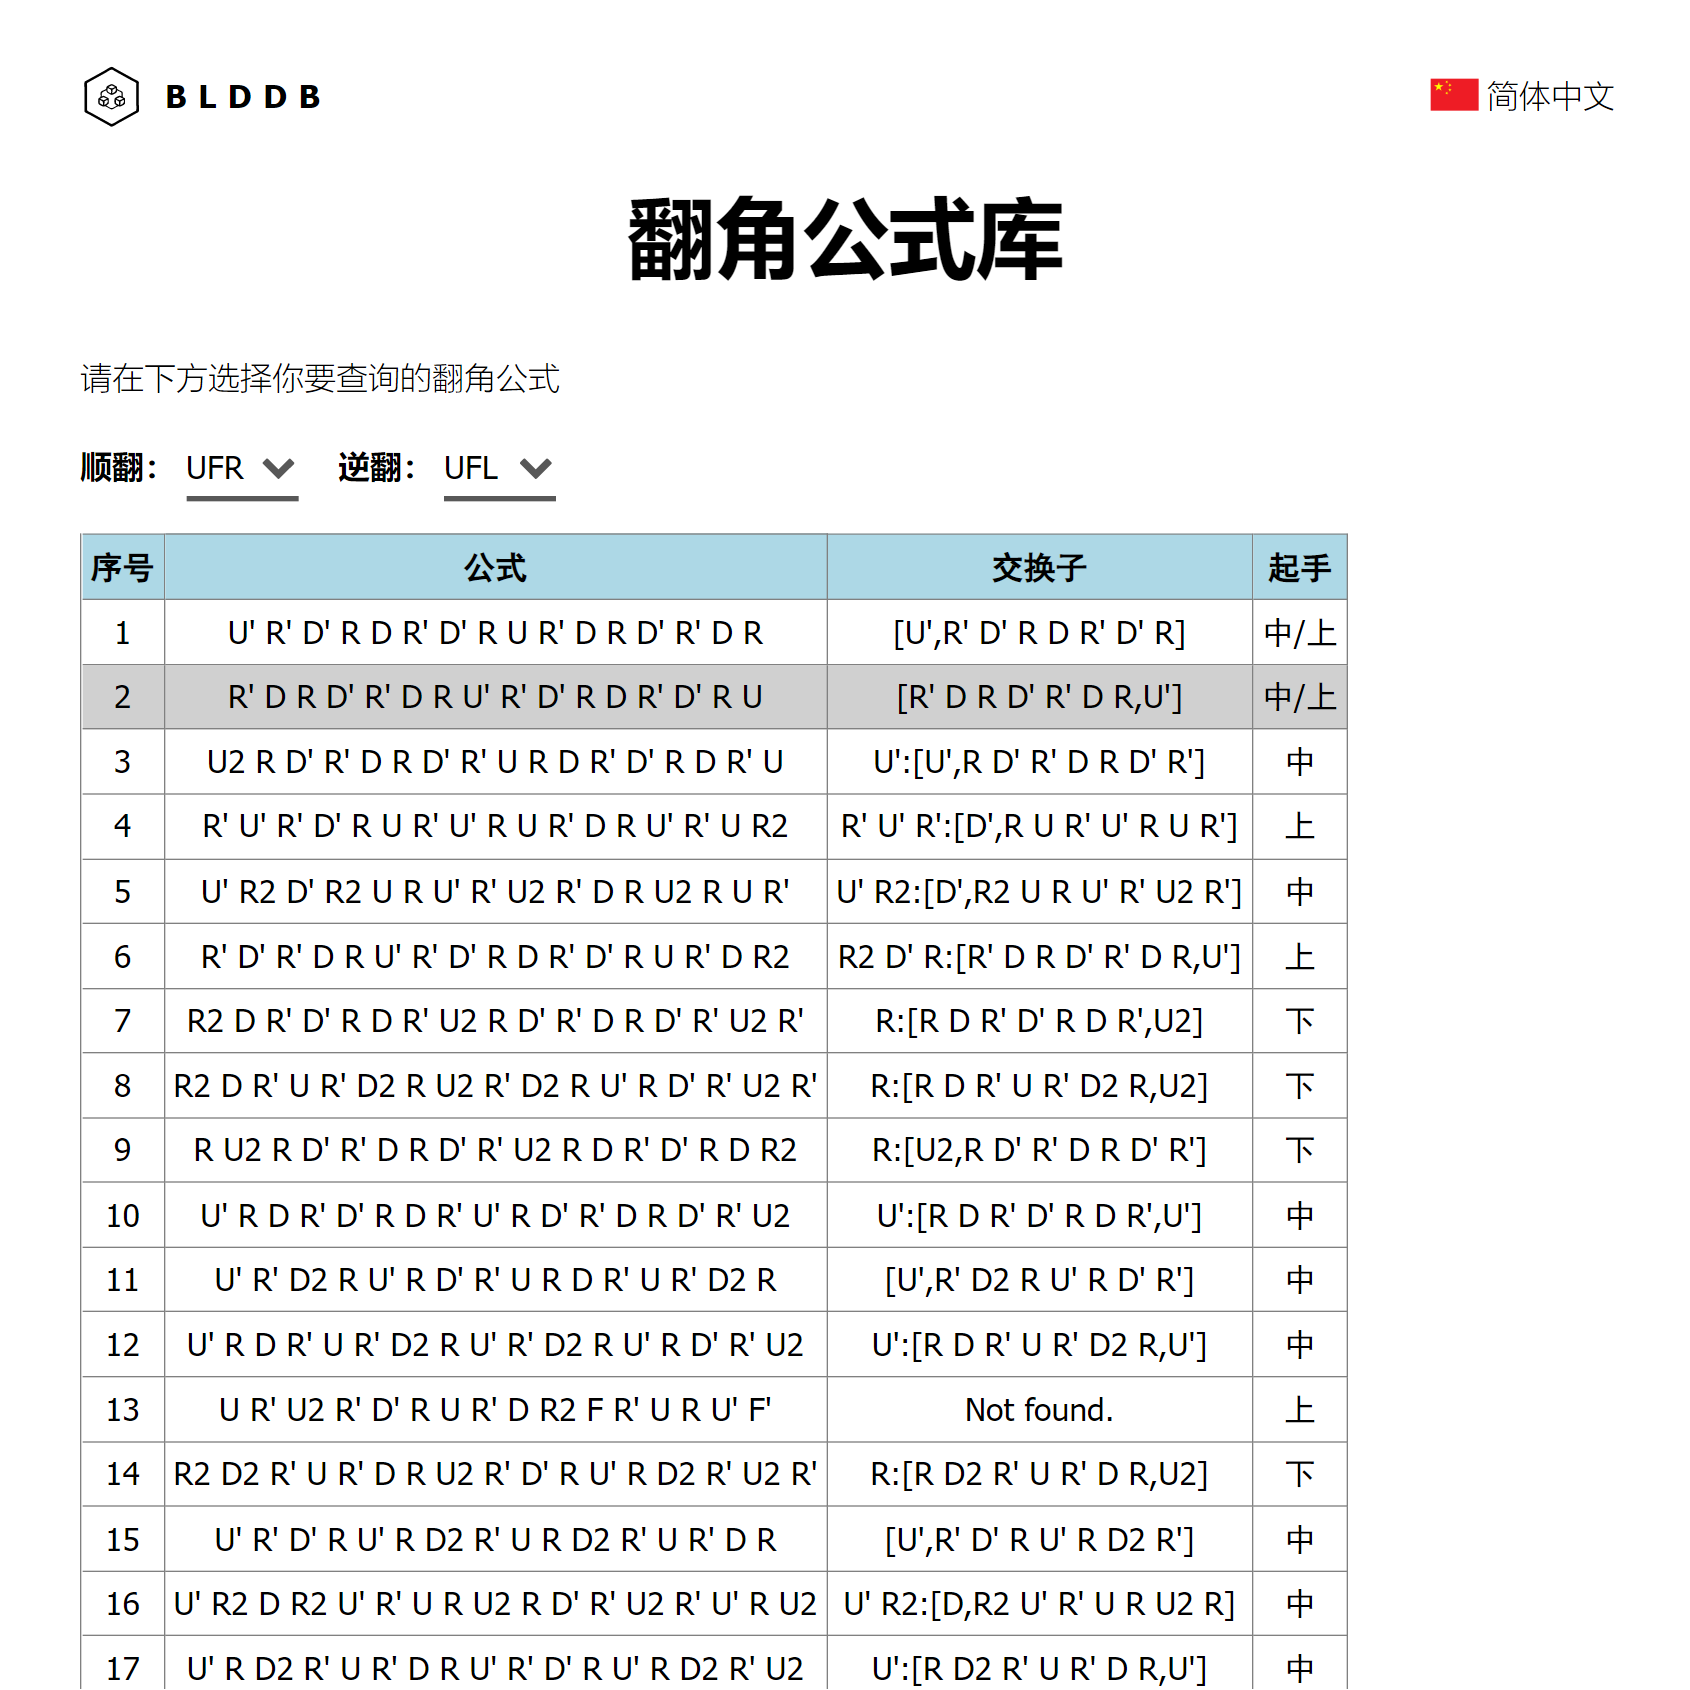 BLDDB
简体中文
翻角公式库
请在下方选择你要查询的翻角公式
顺翻： UFR 逆翻： UFL
序号 公式 交换子 起手
1 U' R' D' R D R' D' R U R' D R D' R' D R [U',R' D' R D R' D' R] 中/上
2 R' D R D' R' D R U' R' D' R D R' D' R U [R' D R D' R' D R,U'] 中/上
3 U2 R D' R' D R D' R' U R D R' D' R D R' U U':[U',R D' R' D R D' R'] 中
4 R' U' R' D' R U R' U' R U R' D R U' R' U R2 R' U' R':[D',R U R' U' R U R'] 上
5 U' R2 D' R2 U R U' R' U2 R' D R U2 R U R' U' R2:[D',R2 U R U' R' U2 R'] 中
6 R' D' R' D R U' R' D' R D R' D' R U R' D R2 R2 D' R:[R' D R D' R' D R,U'] 上
7 R2 D R' D' R D R' U2 R D' R' D R D' R' U2 R' R:[R D R' D' R D R',U2] 下
8 R2 D R' U R' D2 R U2 R' D2 R U' R D' R' U2 R' R:[R D R' U R' D2 R,U2] 下
9 R U2 R D' R' D R D' R' U2 R D R' D' R D R2 R:[U2,R D' R' D R D' R'] 下
10 U' R D R' D' R D R' U' R D' R' D R D' R' U2 U':[R D R' D' R D R',U'] 中
11 U' R' D2 R U' R D' R' U R D R' U R' D2 R [U',R' D2 R U' R D' R'] 中
12 U' R D R' U R' D2 R U' R' D2 R U' R D' R' U2 U':[R D R' U R' D2 R,U'] 中
13 U R' U2 R' D' R U R' D R2 F R' U R U' F' Not found. 上
14 R2 D2 R' U R' D R U2 R' D' R U' R D2 R' U2 R' R:[R D2 R' U R' D R,U2] 下
15 U' R' D' R U' R D2 R' U R D2 R' U R' D R [U',R' D' R U' R D2 R'] 中
16 U' R2 D R2 U' R' U R U2 R D' R' U2 R' U' R U2 U' R2:[D,R2 U' R' U R U2 R] 中
17 U' R D2 R' U R' D R U' R' D' R U' R D2 R' U2 U':[R D2 R' U R' D R,U'] 中